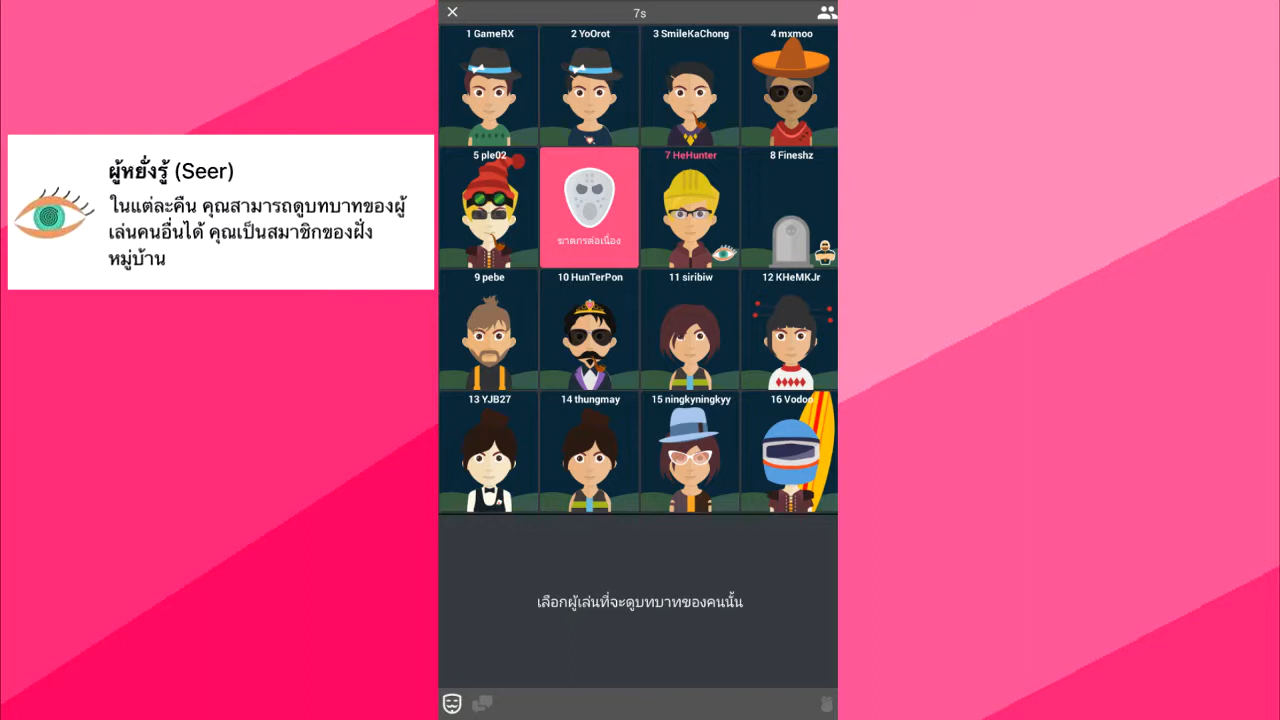 7s
1 GameRX
2 YoOrot
3 SmileKaChong
4 mxmoo
ผู้หยั่งรู้ (Seer)
ในแต่ละคืน คุณสามารถดูบทบาทของผู้
เล่นคนอื่นได้ คุณเป็นสมาชิกของฝั่ง
หมู่บ้าน
5 ple02
ฆาตกรต่อเนื่อง
7 HeHunter
8 Fineshz
9 pebe
10 HunTerPon
11 siribiw
12 KHeMKJr
13 YJB27
14 thungmay
15 ningkyningkyy
16 Vodoo
เลือกผู้เล่นที่จะดูบทบาทของคนนั้น